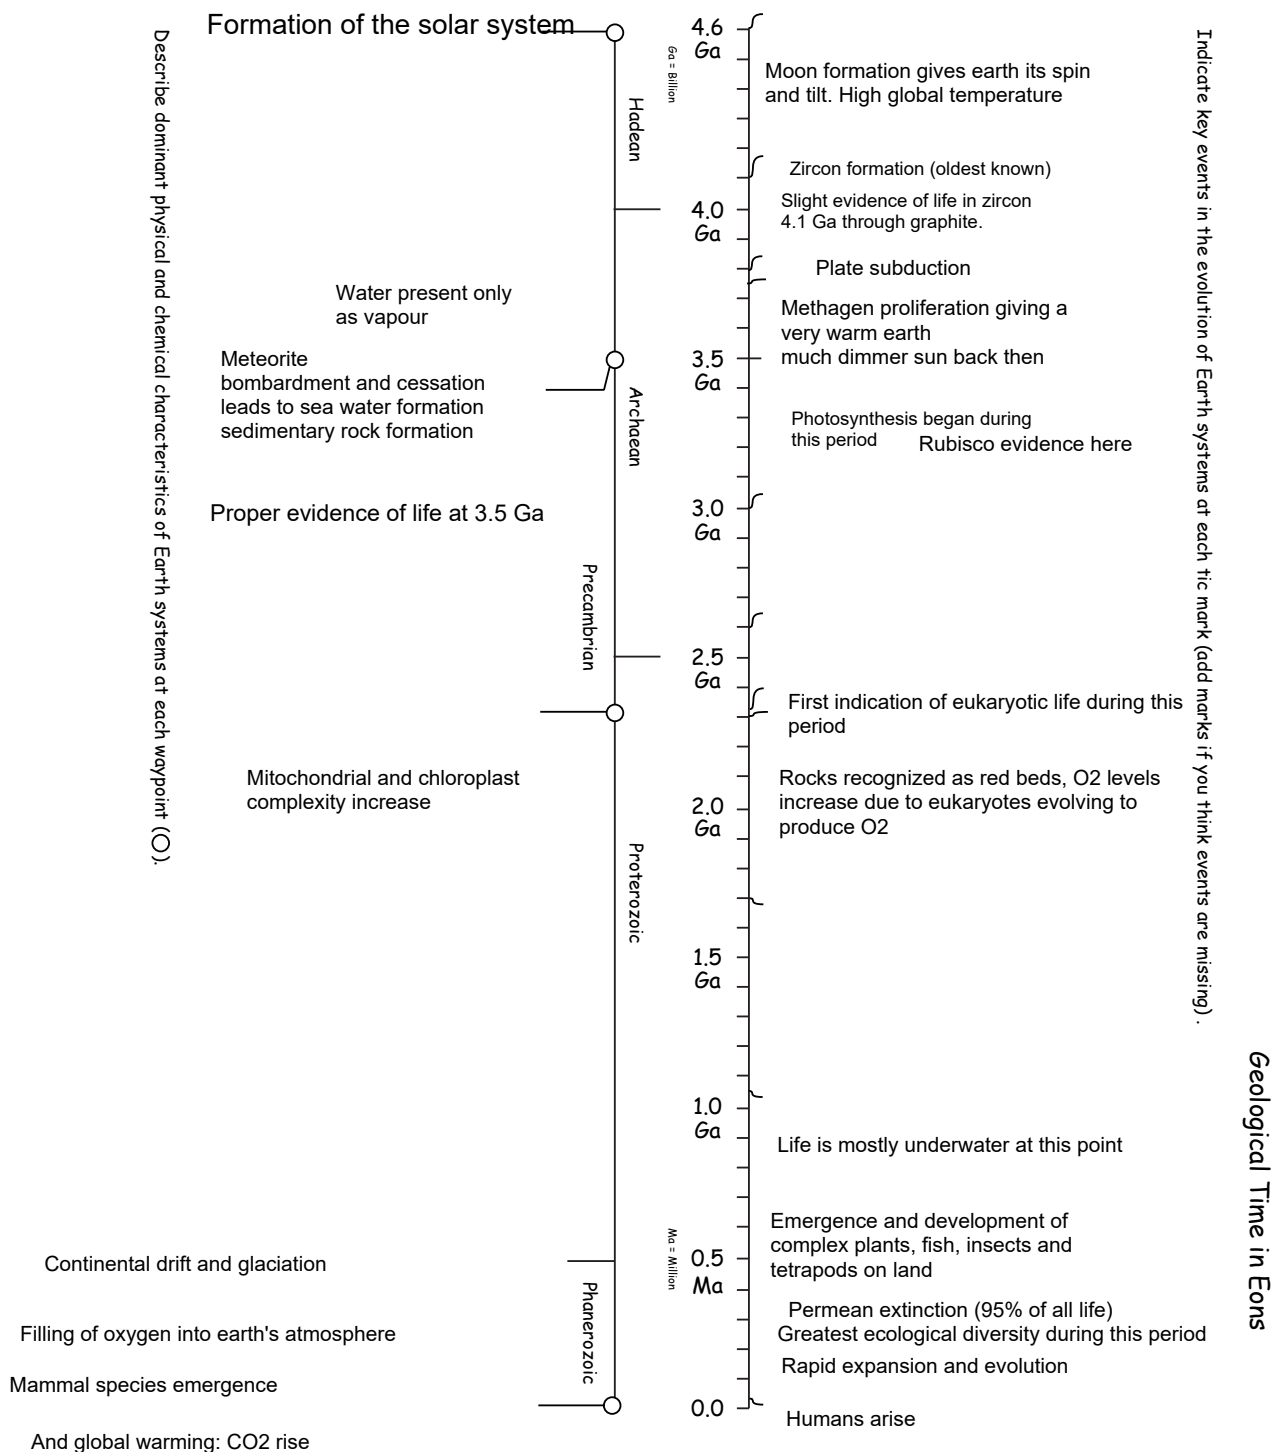 Formation of the solar system
Describe dominant physical and chemical characteristics of Earth systems at each waypoint (O).
Water present only
as vapour
Meteorite
bombardment and cessation
leads to sea water formation
sedimentary rock formation
Proper evidence of life at 3.5 Ga
Mitochondrial and chloroplast
complexity increase
Continental drift and glaciation
Filling of oxygen into earth's atmosphere
Mammal species emergence
And global warming: CO2 rise
Hadean
Archaean
Precambrian
Proterozoic
Phanerozoic
Ga = Billion
Ma = Million
4.6
Ga
4.0
Ga
3.5
Ga
3.0
Ga
2.5
Ga
2.0
Ga
1.5
Ga
1.0
Ga
0.5
Ma
0.0
Moon formation gives earth its spin
and tilt. High global temperature
Zircon formation (oldest known)
Slight evidence of life in zircon
4.1 Ga through graphite.
Plate subduction
Methagen proliferation giving a
very warm earth
much dimmer sun back then
Photosynthesis began during
this period
Rubisco evidence here
First indication of eukaryotic life during this
period
Rocks recognized as red beds, O2 levels
increase due to eukaryotes evolving to
produce O2
Life is mostly underwater at this point
Emergence and development of
complex plants, fish, insects and
tetrapods on land
Permean extinction (95% of all life)
Greatest ecological diversity during this period
Rapid expansion and evolution
Humans arise
Indicate key events in the evolution of Earth systems at each tic mark (add marks if you think events are missing).
Geological Time in Eons